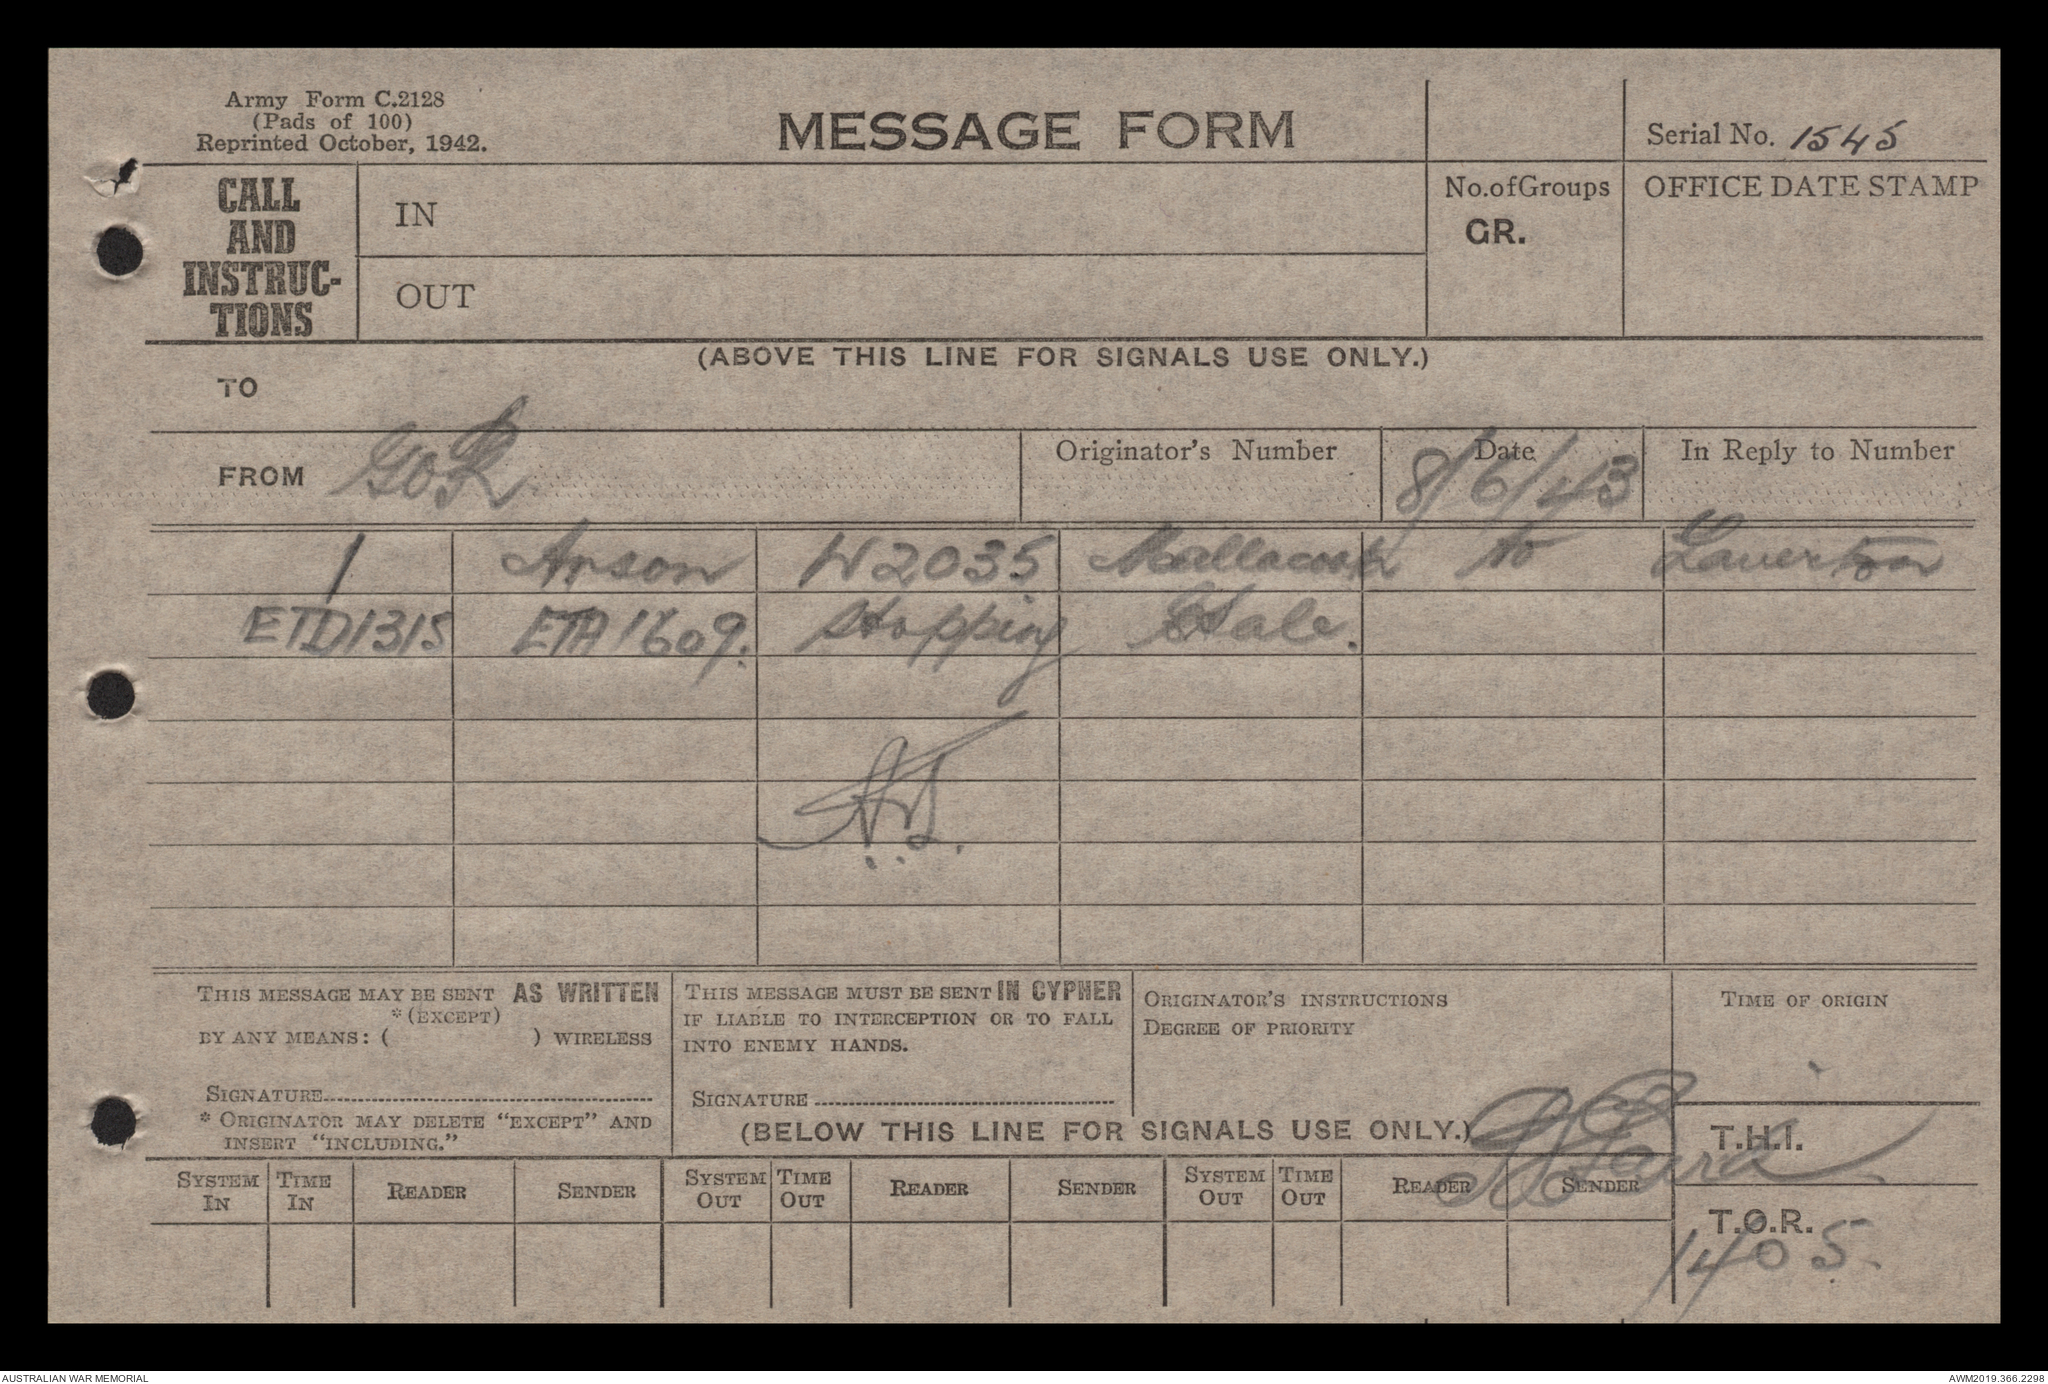 Army Form C.2128
(Pads of 100)
Reprinted October, 1942.
MESSAGE FORM
Serial No. 1545
CALL
AND
INSTRUC-
TIONS
IN
OUT
No. of Groups
GR.
OFFICE DATE STAMP
(ABOVE THIS LINE FOR SIGNALS USE ONLY.)
TO
FROM GOR
Originator's Number
Date 8/6/43
In Reply to Number
1 Anson W2035 Mallacoota to Laverton
ETD1315 ETA 1609. stopping Sale.
THIS MESSAGE MAY BE SENT AS WRITTEN
*(EXCEPT)
BY ANY MEANS: ( ) WIRELESS
SIGNATURE
* ORIGINATOR MAY DELETE "EXCEPT" AND
INSERT "INCLUDING."
THIS MESSAGE MUST BE SENT IN CYPHER
IF LIABLE TO INTERCEPTION OR TO FALL
INTO ENEMY HANDS.
SIGNATURE
ORIGINATOR'S INSTRUCTIONS
DEGREE OF PRIORITY
TIME OF ORIGIN
(BELOW THIS LINE FOR SIGNALS USE ONLY.)
T.H.I.
SYSTEM IN TIME IN READER SENDER SYSTEM OUT TIME OUT READER SENDER SYSTEM OUT TIME OUT READER SENDER
T.O.R.
1405
AUSTRALIAN WAR MEMORIAL
AWM2019.366.2298